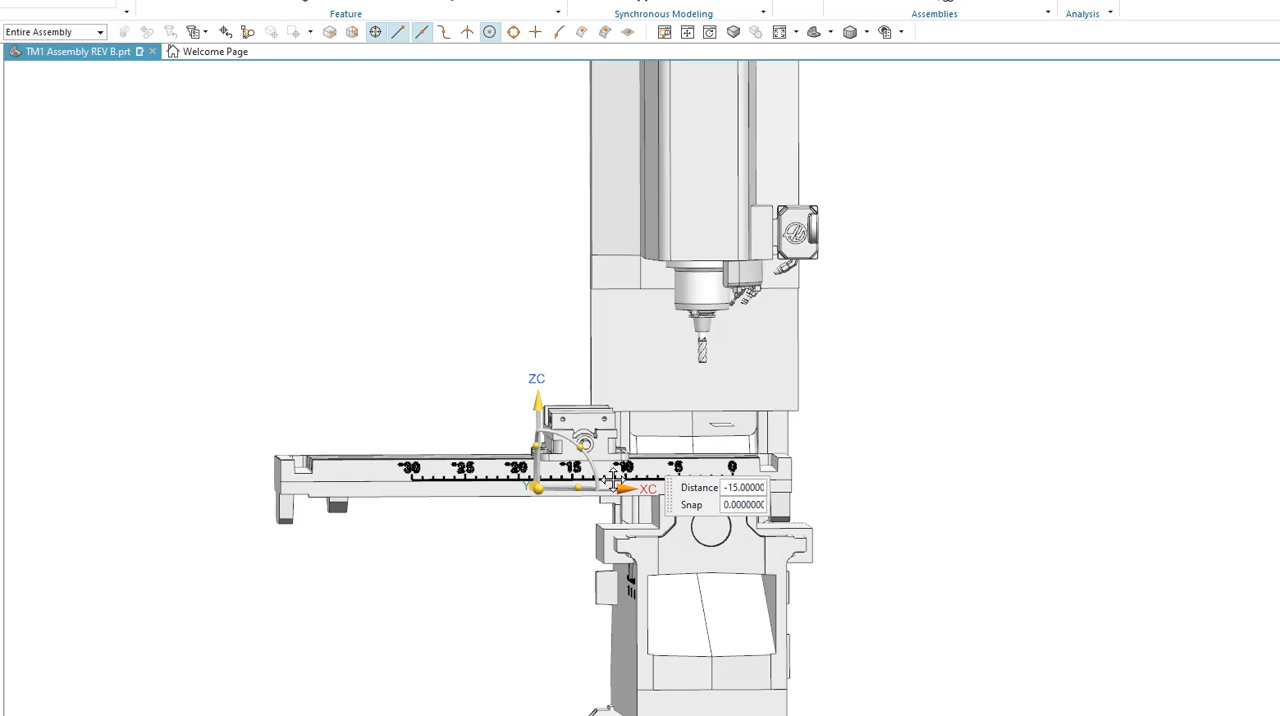 Feature
Synchronous Modeling
Assemblies
Analysis
Entire Assembly
TM1 Assembly REV B.prt
Welcome Page
ZC
-30 -25 -20 -15 -10 -5 0
Y
XC
Distance -15.00000
Snap 0.0000000